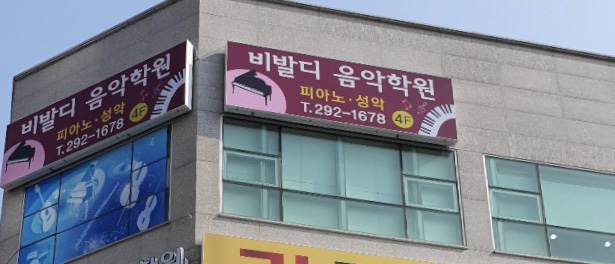 비발디 음악학원
피아노·성악
T.292-1678
4F
비발디 음악학원
피아노·성악
T.292-1678
4F